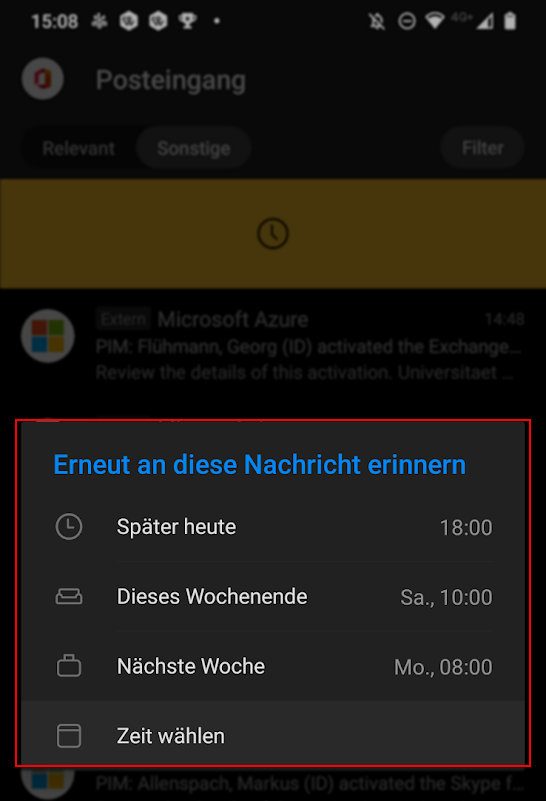 15:08
4G+
Posteingang
Relevant
Sonstige
Filter
Extern Microsoft Azure 14:48
PIM: Flühmann, Georg (ID) activated the Exchange...
Review the details of this activation. Universitaet ...
Erneut an diese Nachricht erinnern
Später heute 18:00
Dieses Wochenende Sa., 10:00
Nächste Woche Mo., 08:00
Zeit wählen
PIM: Allenspach, Markus (ID) activated the Skype f...